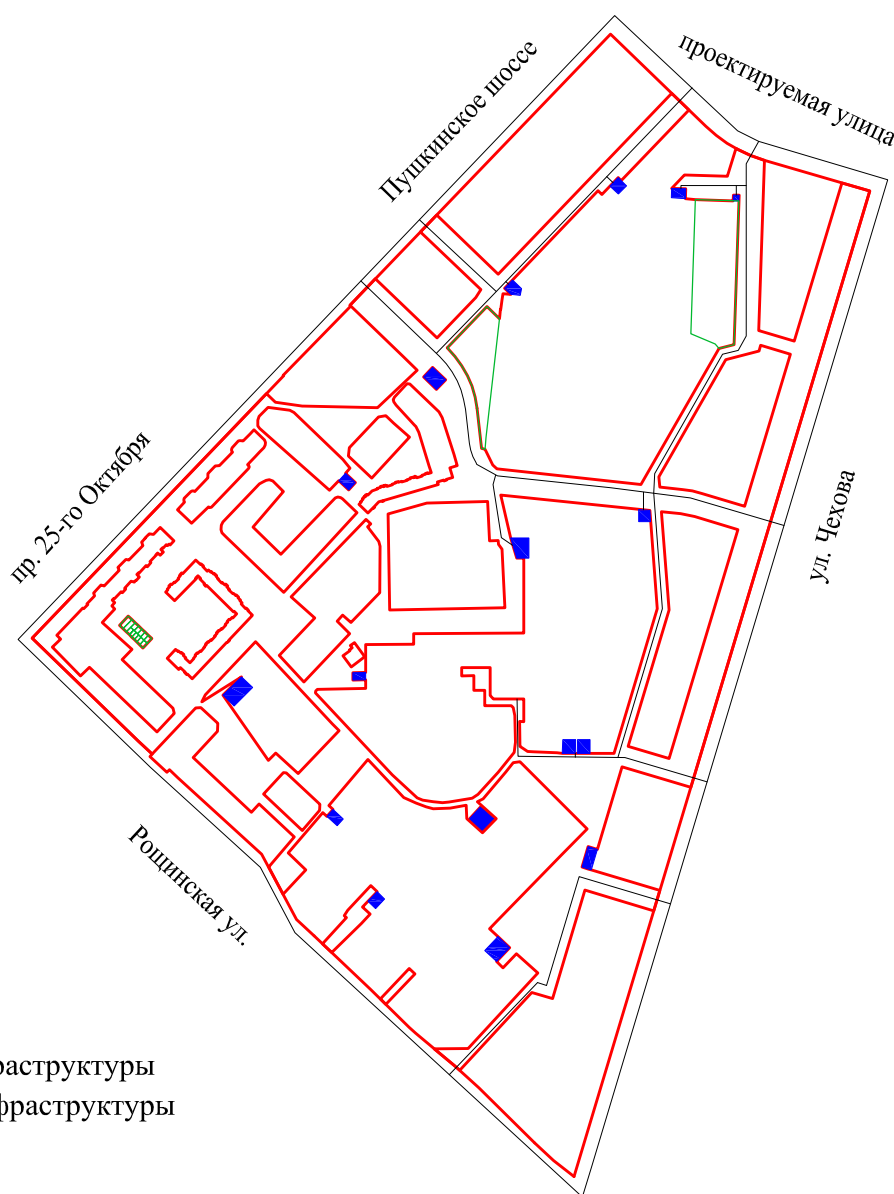 проектируемая улица
Пушкинское шоссе
пр. 25-го Октября
ул. Чехова
Рощинская ул.
раструктуры
фраструктуры